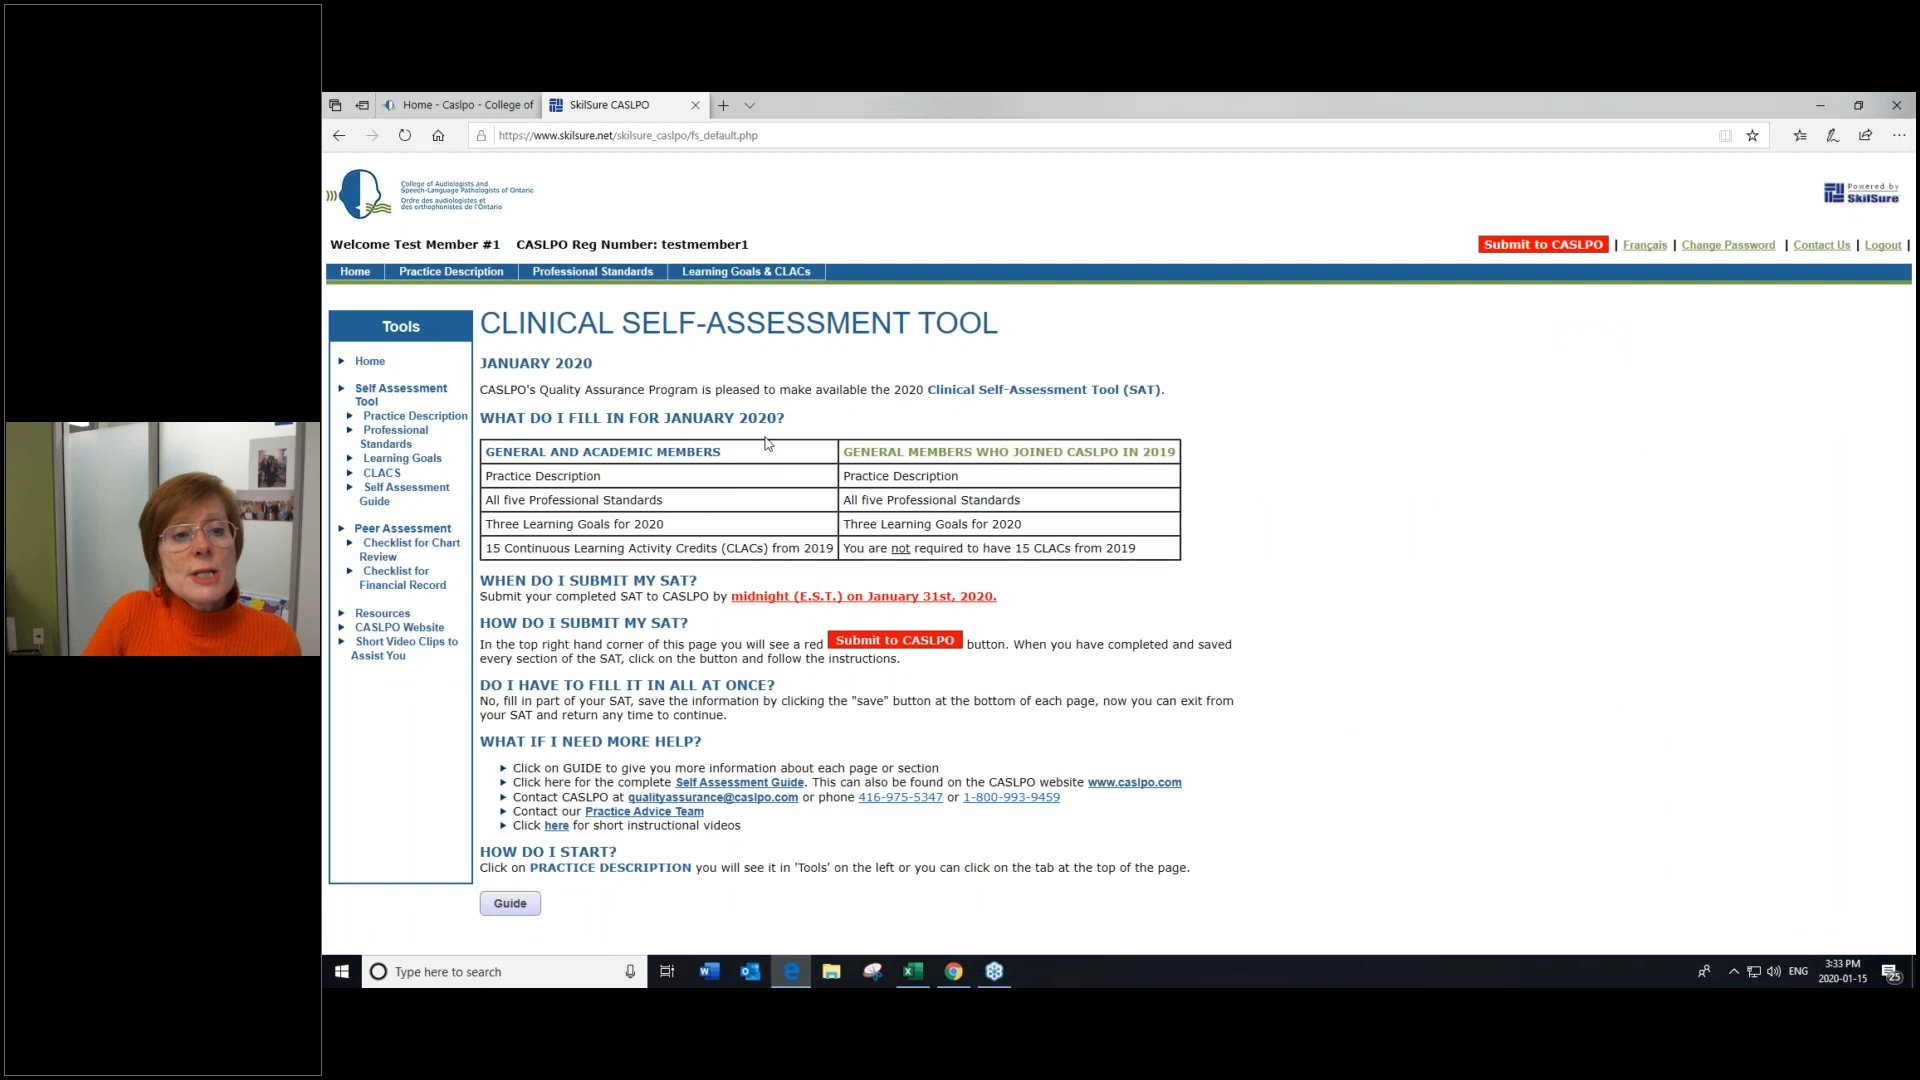 Home - Caslpo - College of
SkilSure CASLPO
https://www.skilsure.net/skilsure_caslpo/fs_default.php
College of Audiologists and
Speech-Language Pathologists of Ontario
Ordre des audiologistes et
des orthophonistes de l'Ontario
Powered by
SkilSure
Welcome Test Member #1 CASLPO Reg Number: testmember1
Submit to CASLPO | Français | Change Password | Contact Us | Logout |
Home Practice Description Professional Standards Learning Goals & CLACs
Tools
Home
Self Assessment
Tool
Practice Description
Professional
Standards
Learning Goals
CLACS
Self Assessment
Guide
Peer Assessment
Checklist for Chart
Review
Checklist for
Financial Record
Resources
CASLPO Website
Short Video Clips to
Assist You
CLINICAL SELF-ASSESSMENT TOOL
JANUARY 2020
CASLPO's Quality Assurance Program is pleased to make available the 2020 Clinical Self-Assessment Tool (SAT).
WHAT DO I FILL IN FOR JANUARY 2020?
GENERAL AND ACADEMIC MEMBERS GENERAL MEMBERS WHO JOINED CASLPO IN 2019
Practice Description Practice Description
All five Professional Standards All five Professional Standards
Three Learning Goals for 2020 Three Learning Goals for 2020
15 Continuous Learning Activity Credits (CLACs) from 2019 You are not required to have 15 CLACs from 2019
WHEN DO I SUBMIT MY SAT?
Submit your completed SAT to CASLPO by midnight (E.S.T.) on January 31st, 2020.
HOW DO I SUBMIT MY SAT?
In the top right hand corner of this page you will see a red Submit to CASLPO button. When you have completed and saved
every section of the SAT, click on the button and follow the instructions.
DO I HAVE TO FILL IT IN ALL AT ONCE?
No, fill in part of your SAT, save the information by clicking the "save" button at the bottom of each page, now you can exit from
your SAT and return any time to continue.
WHAT IF I NEED MORE HELP?
Click on GUIDE to give you more information about each page or section
Click here for the complete Self Assessment Guide. This can also be found on the CASLPO website www.caslpo.com
Contact CASLPO at qualityassurance@caslpo.com or phone 416-975-5347 or 1-800-993-9459
Contact our Practice Advice Team
Click here for short instructional videos
HOW DO I START?
Click on PRACTICE DESCRIPTION you will see it in 'Tools' on the left or you can click on the tab at the top of the page.
Guide
Type here to search
ENG
3:33 PM
2020-01-15
25